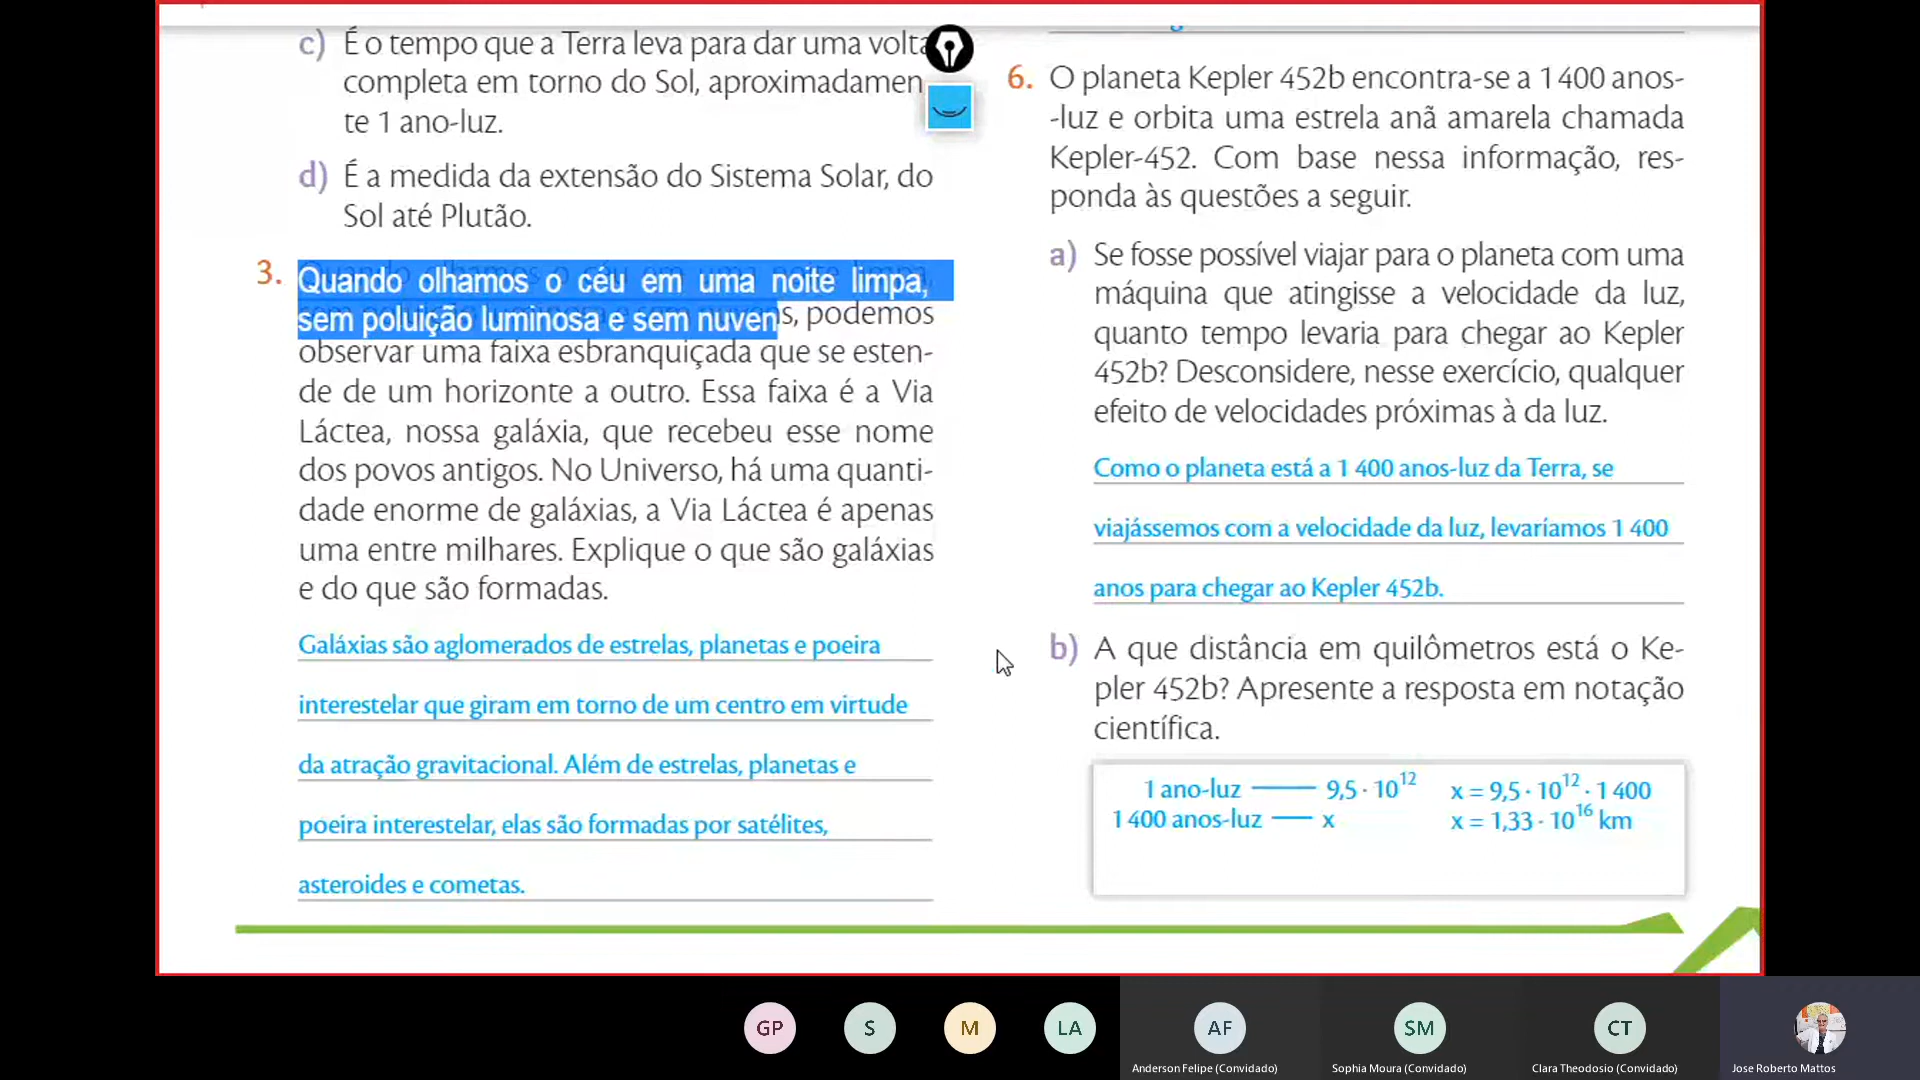 c) É o tempo que a Terra leva para dar uma volta
completa em torno do Sol, aproximadamen
te 1 ano-luz.
d) É a medida da extensão do Sistema Solar, do
Sol até Plutão.
3. Quando olhamos o céu em uma noite limpa,
sem poluição luminosa e sem nuvens, podemos
observar uma faixa esbranquiçada que se esten-
de de um horizonte a outro. Essa faixa é a Via
Láctea, nossa galáxia, que recebeu esse nome
dos povos antigos. No Universo, há uma quanti-
dade enorme de galáxias, a Via Láctea é apenas
uma entre milhares. Explique o que são galáxias
e do que são formadas.
Galáxias são aglomerados de estrelas, planetas e poeira
interestelar que giram em torno de um centro em virtude
da atração gravitacional. Além de estrelas, planetas e
poeira interestelar, elas são formadas por satélites,
asteroides e cometas.
6. O planeta Kepler 452b encontra-se a 1 400 anos-
-luz e orbita uma estrela anã amarela chamada
Kepler-452. Com base nessa informação, res-
ponda às questões a seguir.
a) Se fosse possível viajar para o planeta com uma
máquina que atingisse a velocidade da luz,
quanto tempo levaria para chegar ao Kepler
452b? Desconsidere, nesse exercício, qualquer
efeito de velocidades próximas à da luz.
Como o planeta está a 1 400 anos-luz da Terra, se
viajássemos com a velocidade da luz, levaríamos 1 400
anos para chegar ao Kepler 452b.
b) A que distância em quilômetros está o Ke-
pler 452b? Apresente a resposta em notação
científica.
1 ano-luz —— 9,5 · 10¹² x = 9,5 · 10¹² · 1 400
1 400 anos-luz —— x x = 1,33 · 10¹⁶ km
GP S M LA AF SM CT
Anderson Felipe (Convidado) Sophia Moura (Convidado) Clara Theodosio (Convidado) Jose Roberto Mattos